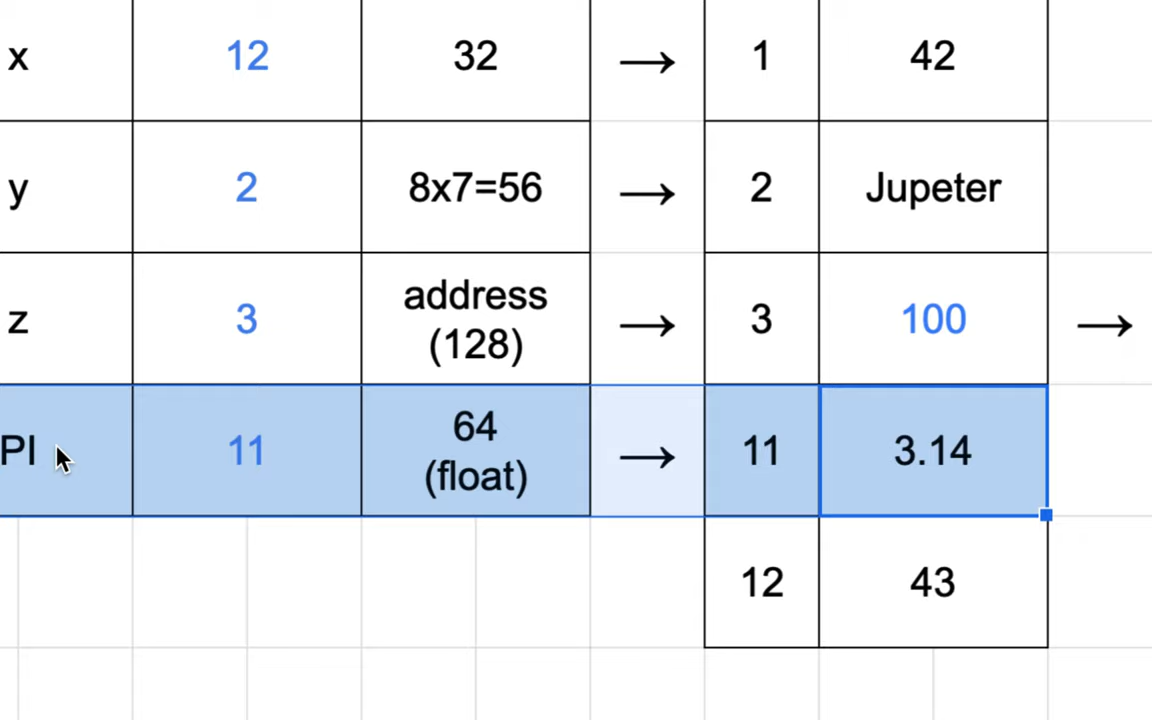 x 12 32 → 1 42
y 2 8x7=56 → 2 Jupeter
z 3 address (128) → 3 100 →
PI 11 64 (float) → 11 3.14
12 43